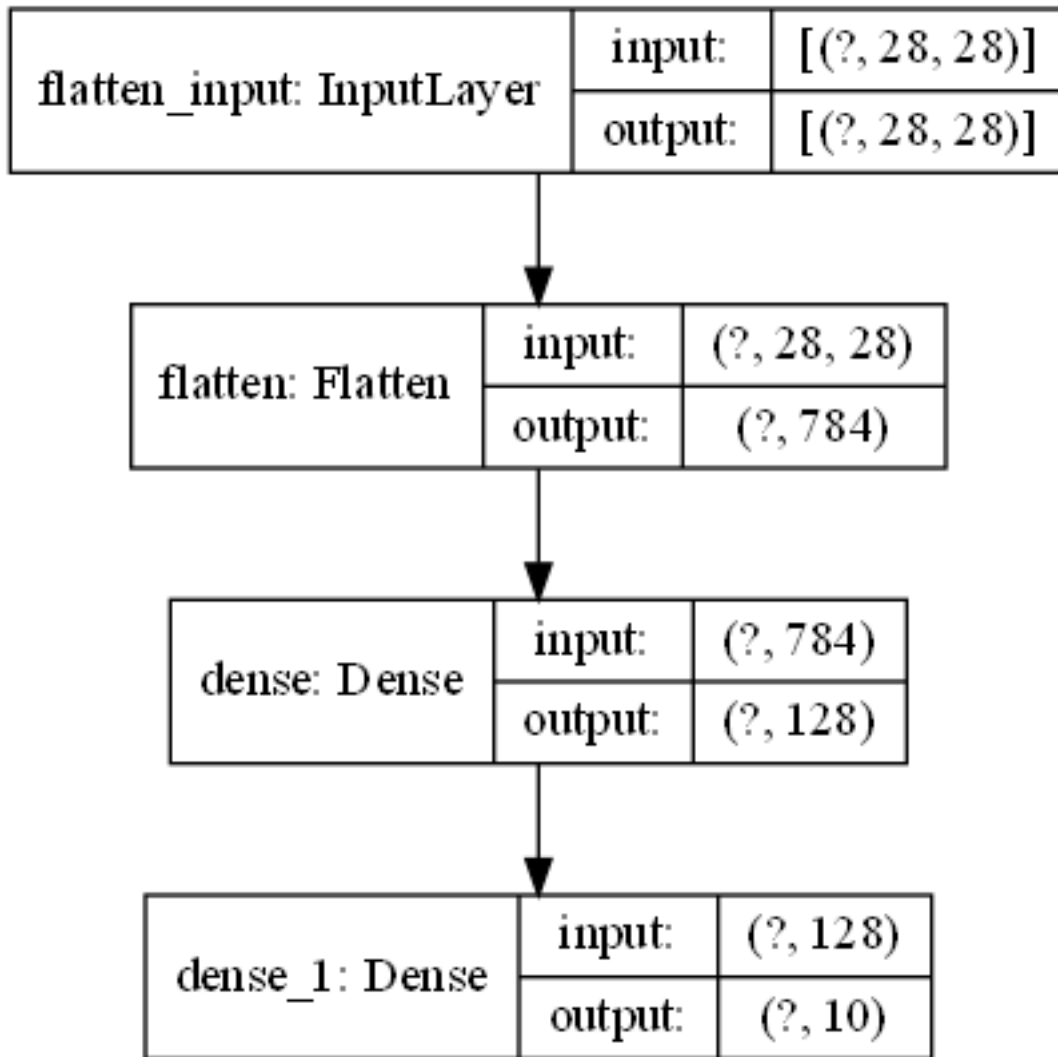 flatten_input: InputLayer
input: [(?, 28, 28)]
output: [(?, 28, 28)]
flatten: Flatten
input: (?, 28, 28)
output: (?, 784)
dense: Dense
input: (?, 784)
output: (?, 128)
dense_1: Dense
input: (?, 128)
output: (?, 10)